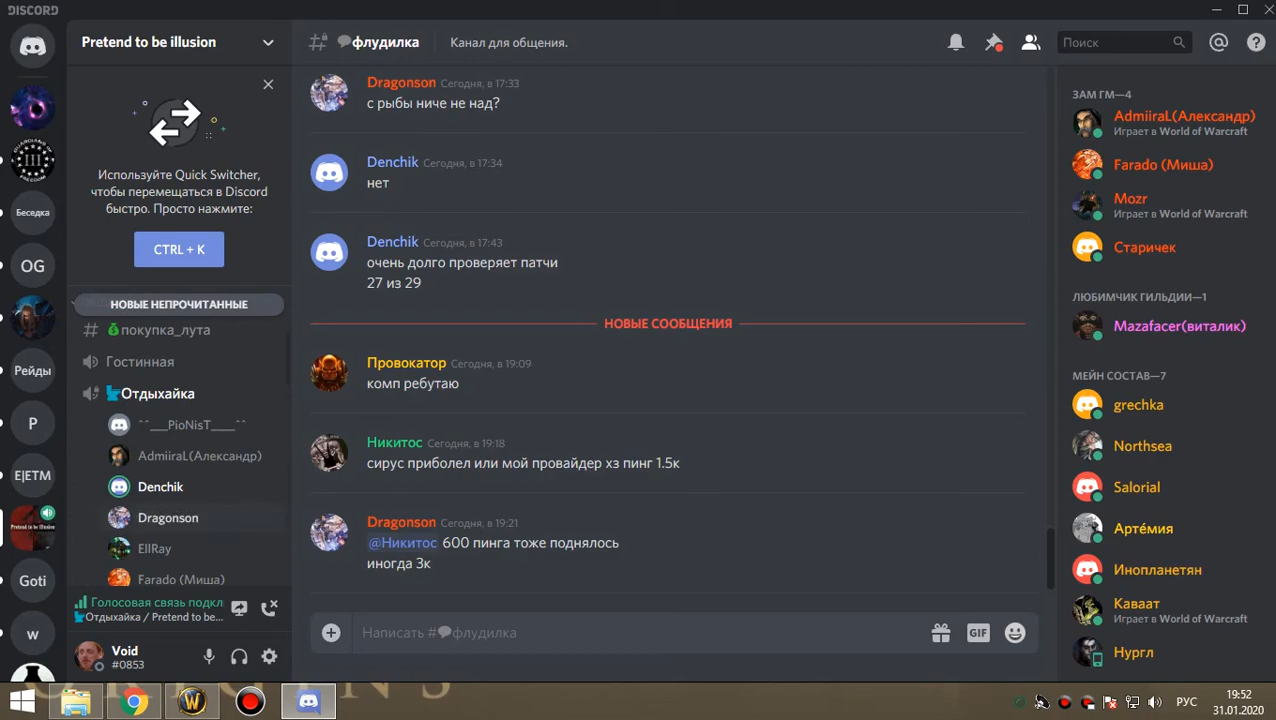 DISCORD
Pretend to be illusion
флудилка
Канал для общения.
Поиск
Используйте Quick Switcher,
чтобы перемещаться в Discord
быстро. Просто нажмите:
CTRL + K
НОВЫЕ НЕПРОЧИТАННЫЕ
покупка_лута
Гостинная
Отдыхайка
^^___PioNisT____^^
AdmiiraL(Александр)
Denchik
Dragonson
EllRay
Farado (Миша)
Голосовая связь подкл
Отдыхайка / Pretend to be...
Void
#0853
III
Беседка
OG
Рейды
P
E|ETM
Pretend to be illusion
Goti
w
Dragonson Сегодня, в 17:33
с рыбы ниче не над?
Denchik Сегодня, в 17:34
нет
Denchik Сегодня, в 17:43
очень долго проверяет патчи
27 из 29
НОВЫЕ СООБЩЕНИЯ
Провокатор Сегодня, в 19:09
комп ребутаю
Никитос Сегодня, в 19:18
сирус приболел или мой провайдер хз пинг 1.5к
Dragonson Сегодня, в 19:21
@Никитос 600 пинга тоже поднялось
иногда 3к
Написать #флудилка
GIF
ЗАМ ГМ—4
AdmiiraL(Александр)
Играет в World of Warcraft
Farado (Миша)
Mozr
Играет в World of Warcraft
Старичек
ЛЮБИМЧИК ГИЛЬДИИ—1
Mazafacer(виталик)
МЕЙН СОСТАВ—7
grechka
Northsea
Salorial
Артéмия
Инопланетян
Каваат
Играет в World of Warcraft
Нургл
РУС
19:52
31.01.2020